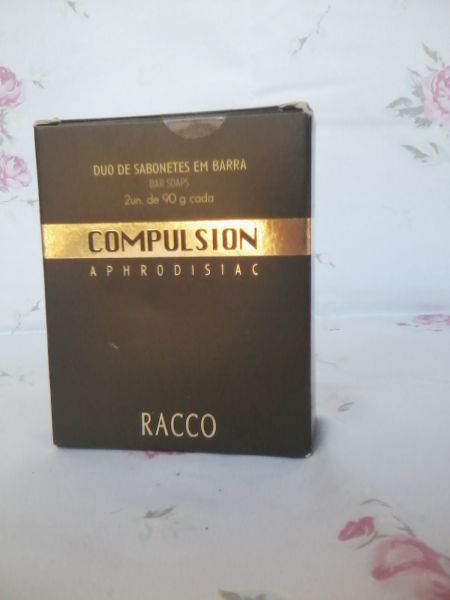 DUO DE SABONETES EM BARRA
BAR SOAPS
2un. de 90 g cada
COMPULSION
APHRODISIAC
RACCO